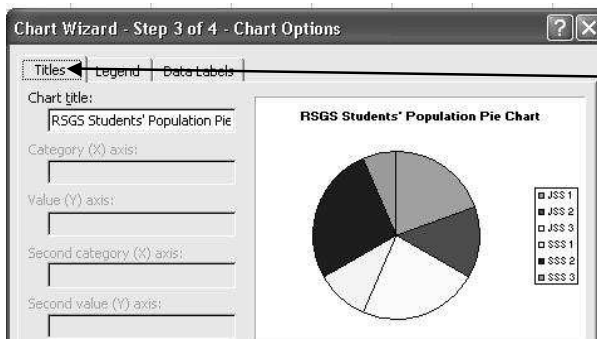 Chart Wizard - Step 3 of 4 - Chart Options
Titles Legend Data Labels
Chart title:
RSGS Students' Population Pie
Category (X) axis:
Value (Y) axis:
Second category (X) axis:
Second value (Y) axis:
RSGS Students' Population Pie Chart
JSS 1
JSS 2
JSS 3
SSS 1
SSS 2
SSS 3